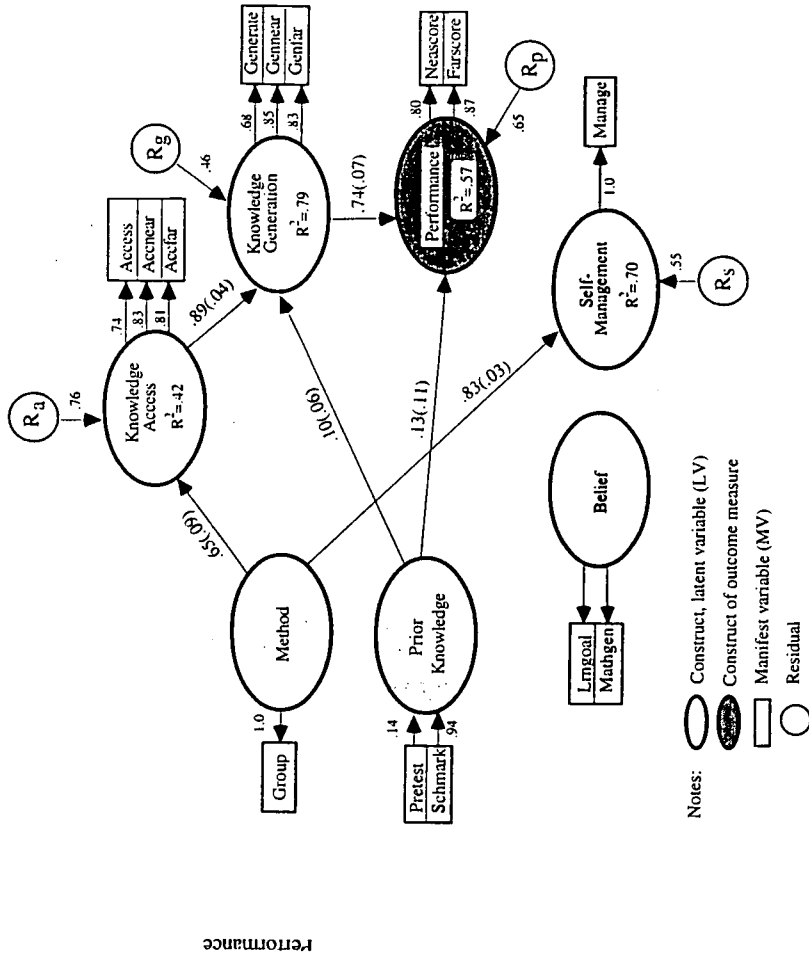 Performance
Ra
.76
Knowledge
Access
R²=.42
.74
.83
.81
Access
Accnear
Accfar
Rg
.46
Knowledge
Generation
R²=.79
.68
.85
.83
Generate
Gennear
Genfar
.65(.09)
.89(.04)
.74(.07)
Group
1.0
Method
.10(.06)
Performance
R²=.57
.80
.87
Neascore
Farscore
.65
Rp
Pretest
Schmark
.14
.94
Prior
Knowledge
.13(.11)
.83(.03)
Lrngoal
Mathgen
Belief
Self-
Management
R²=.70
1.0
Manage
.55
Rs
Notes:
Construct, latent variable (LV)
Construct of outcome measure
Manifest variable (MV)
Residual